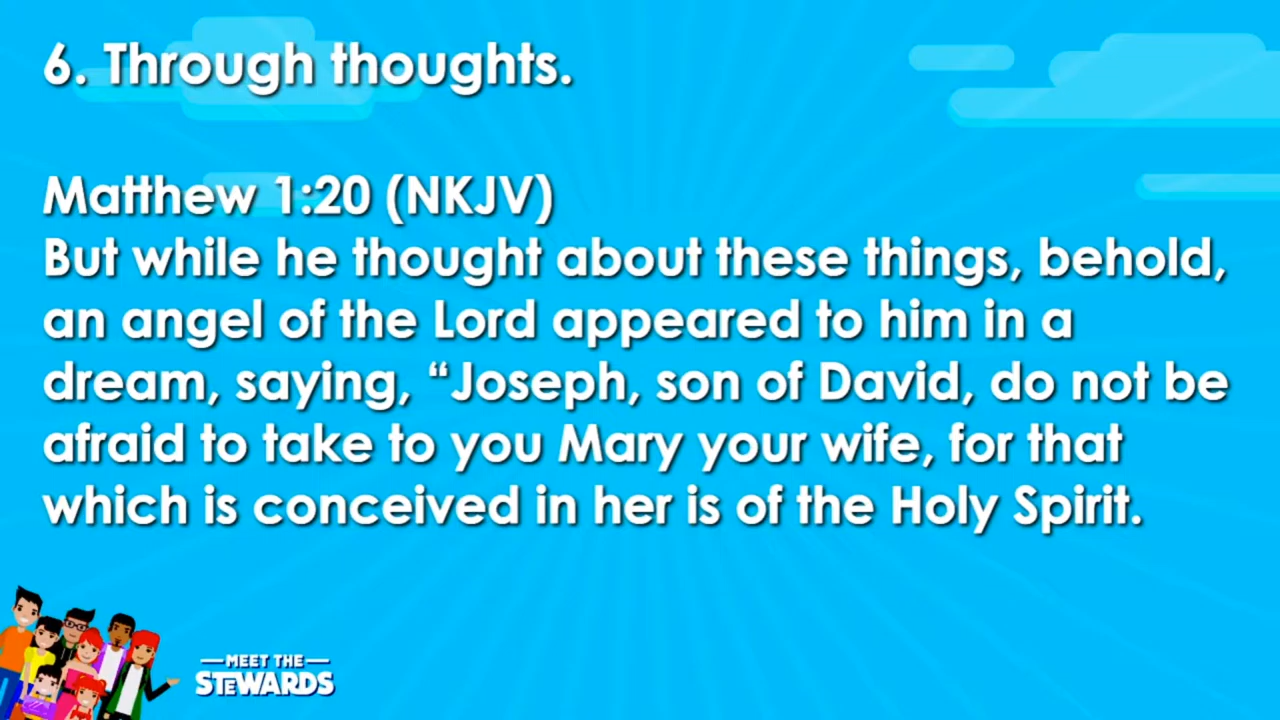 6. Through thoughts.
Matthew 1:20 (NKJV)
But while he thought about these things, behold,
an angel of the Lord appeared to him in a
dream, saying, “Joseph, son of David, do not be
afraid to take to you Mary your wife, for that
which is conceived in her is of the Holy Spirit.
MEET THE
STEWARDS